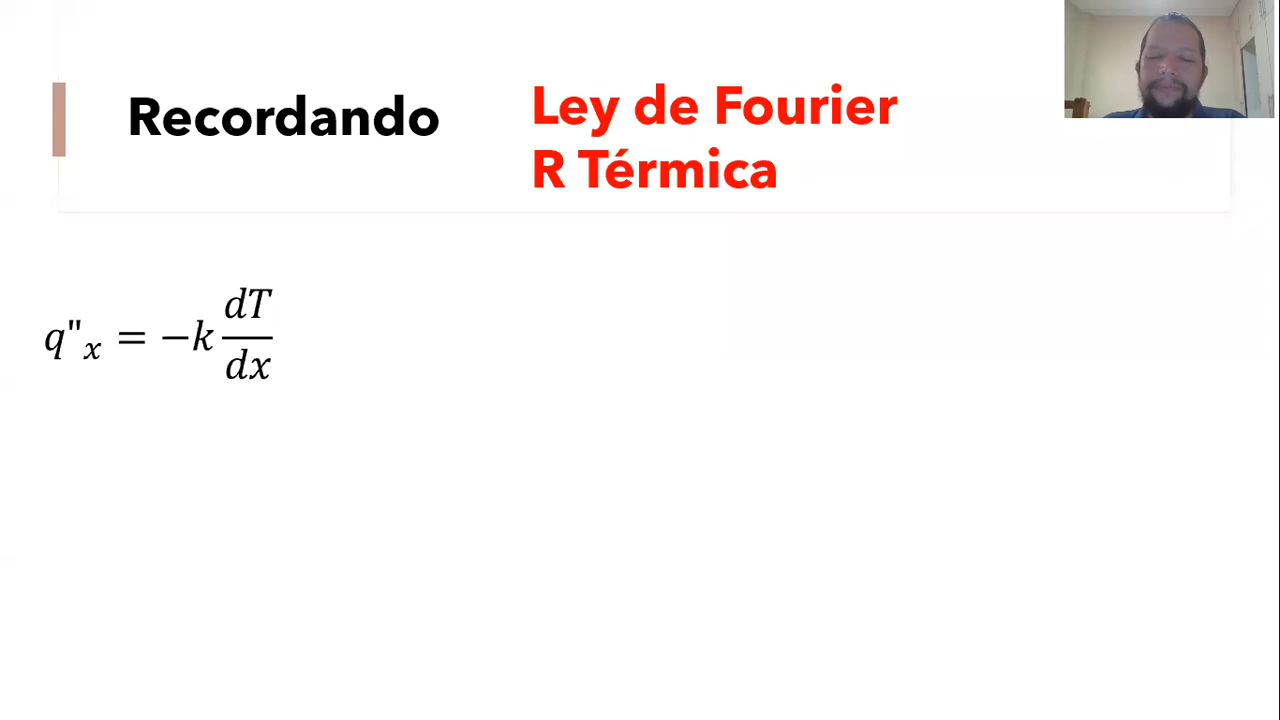 Recordando
Ley de Fourier
R Térmica
q"ₓ = −k dT/dx